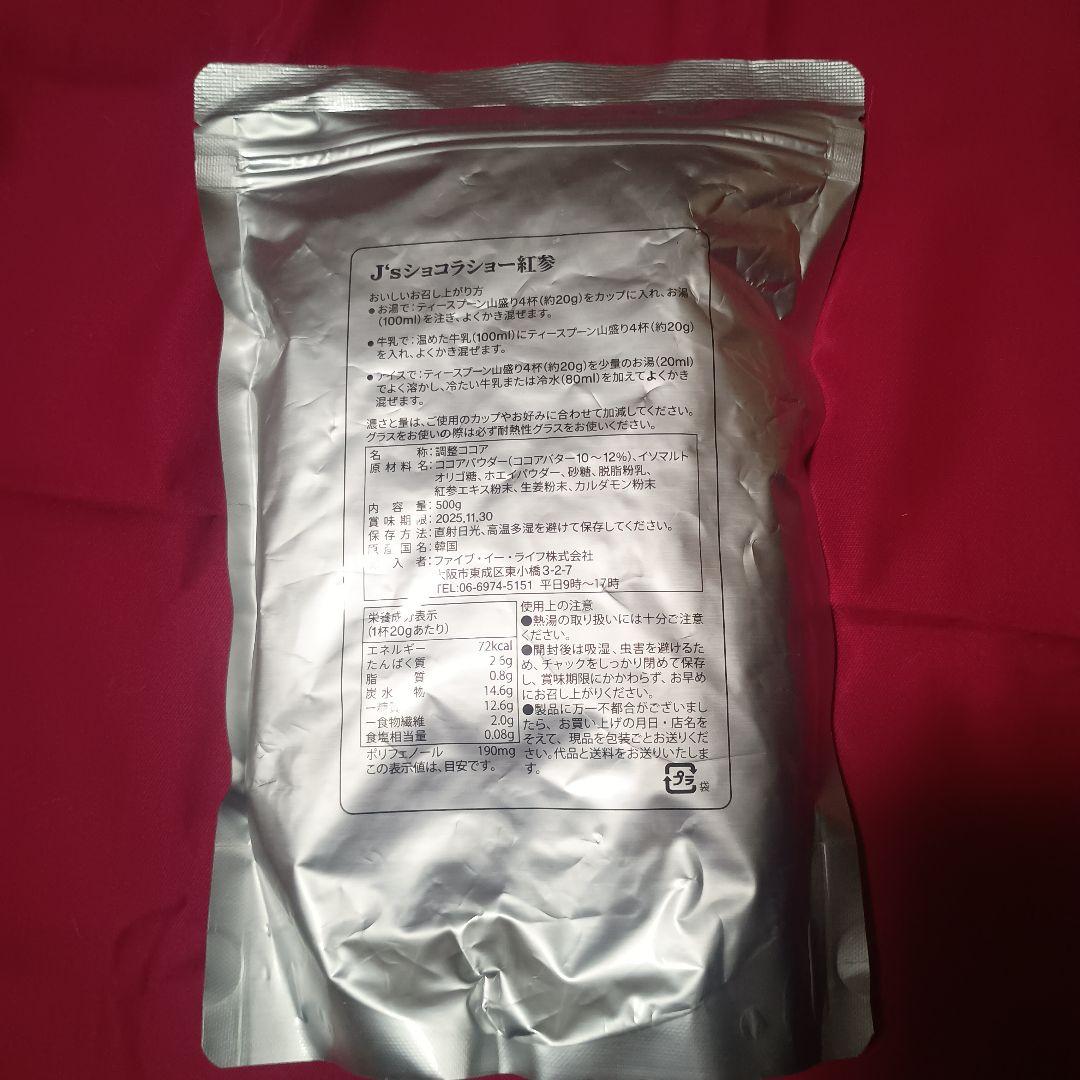 J'sショコラショー紅参
おいしいお召し上がり方
●お湯で：ティースプーン山盛り4杯（約20g）をカップに入れ、お湯
（100ml）を注ぎ、よくかき混ぜます。
●牛乳で：温めた牛乳（100ml）にティースプーン山盛り4杯（約20g）
を入れ、よくかき混ぜます。
●アイスで：ティースプーン山盛り4杯（約20g）を少量のお湯（20ml）
でよく溶かし、冷たい牛乳または冷水（80ml）を加えてよくかき
混ぜます。
濃さと量は、ご使用のカップやお好みに合わせて加減してください。
グラスをお使いの際は必ず耐熱性グラスをお使いください。
名称：調整ココア
原材料名：ココアパウダー（ココアバター10〜12％）、イソマルト
オリゴ糖、ホエイパウダー、砂糖、脱脂粉乳、
紅参エキス粉末、生姜粉末、カルダモン粉末
内容量：500g
賞味期限：2025.11.30
保存方法：直射日光、高温多湿を避けて保存してください。
原産国名：韓国
入者：ファイブ・イー・ライフ株式会社
大阪市東成区東小橋3-2-7
TEL:06-6974-5151 平日9時〜17時
栄養成分表示
（1杯20gあたり）
エネルギー 72kcal
たんぱく質 2.6g
脂質 0.8g
炭水物 14.6g
ー糖 12.6g
ー食物繊維 2.0g
食塩相当量 0.08g
ポリフェノール 190mg
この表示値は、目安です。
使用上の注意
●熱湯の取り扱いには十分ご注意
ください。
●開封後は吸湿、虫害を避けるた
め、チャックをしっかり閉めて保存
し、賞味期限にかかわらず、お早め
にお召し上がりください。
●製品に万一不都合がございまし
たら、お買い上げの月日・店名を
そえて、現品を包装ごとお送りくだ
さい。代品と送料をお送りいたしま
す。
プラ
袋